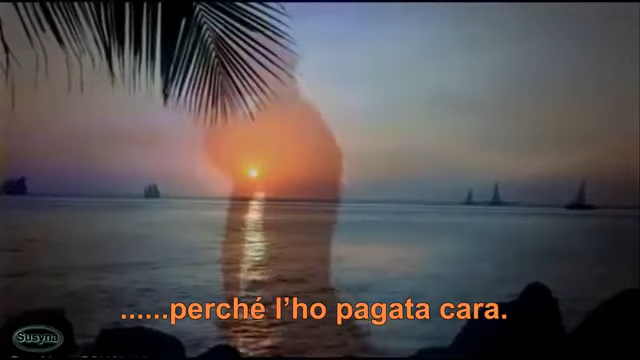 ......perché l’ho pagata cara.
Susyna